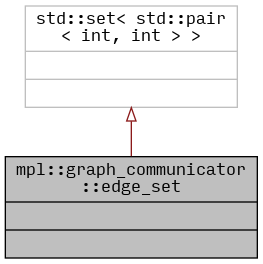 std::set< std::pair
< int, int > >
mpl::graph_communicator
::edge_set